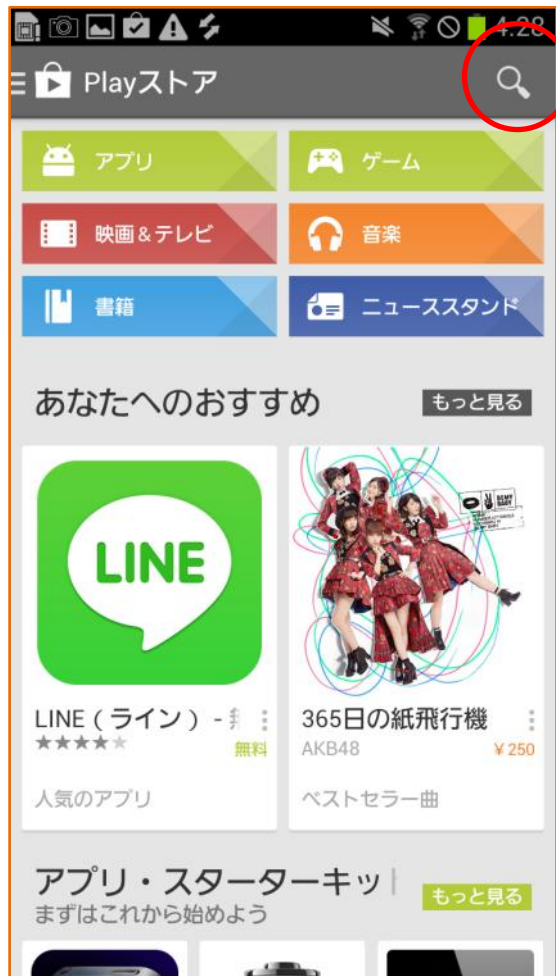 4:28
Playストア
アプリ
ゲーム
映画＆テレビ
音楽
書籍
ニューススタンド
あなたへのおすすめ
もっと見る
LINE
BEMY
BABY
LINE（ライン）-
無料
人気のアプリ
365日の紙飛行機
AKB48
￥250
ベストセラー曲
アプリ・スターターキッ
もっと見る
まずはこれから始めよう